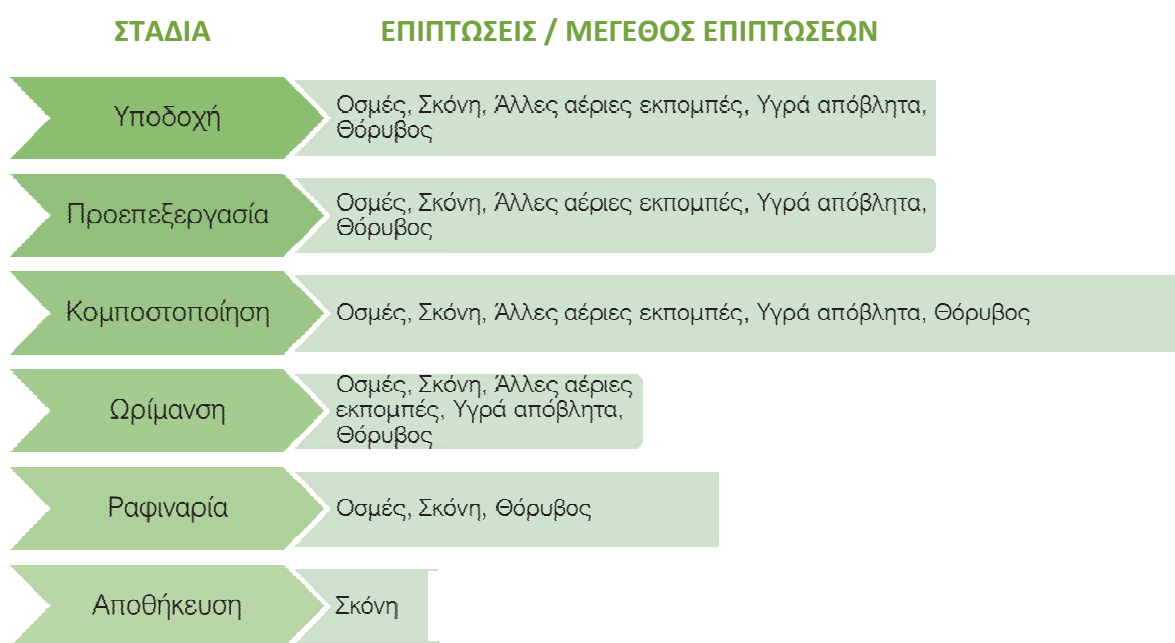 ΣΤΑΔΙΑ
ΕΠΙΠΤΩΣΕΙΣ / ΜΕΓΕΘΟΣ ΕΠΙΠΤΩΣΕΩΝ
Υποδοχή
Οσμές, Σκόνη, Άλλες αέριες εκπομπές, Υγρά απόβλητα,
Θόρυβος
Προεπεξεργασία
Οσμές, Σκόνη, Άλλες αέριες εκπομπές, Υγρά απόβλητα,
Θόρυβος
Κομποστοποίηση
Οσμές, Σκόνη, Άλλες αέριες εκπομπές, Υγρά απόβλητα, Θόρυβος
Ωρίμανση
Οσμές, Σκόνη, Άλλες αέριες
εκπομπές, Υγρά απόβλητα,
Θόρυβος
Ραφιναρία
Οσμές, Σκόνη, Θόρυβος
Αποθήκευση
Σκόνη